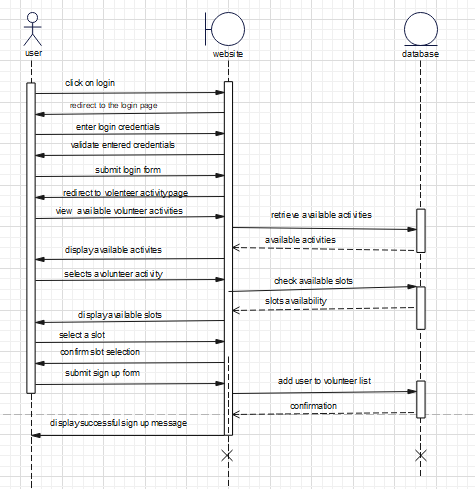 user
website
database
click on login
redirect to the login page
enter login credentials
validate entered credentials
submit login form
redirect to volenteer activity page
view available volunteer activities
retrieve available activities
available activities
display available activites
selects a volunteer activity
check available slots
slots availability
display available slots
select a slot
confirm slot selection
submit sign up form
add user to volunteer list
confirmation
display successful sign up message